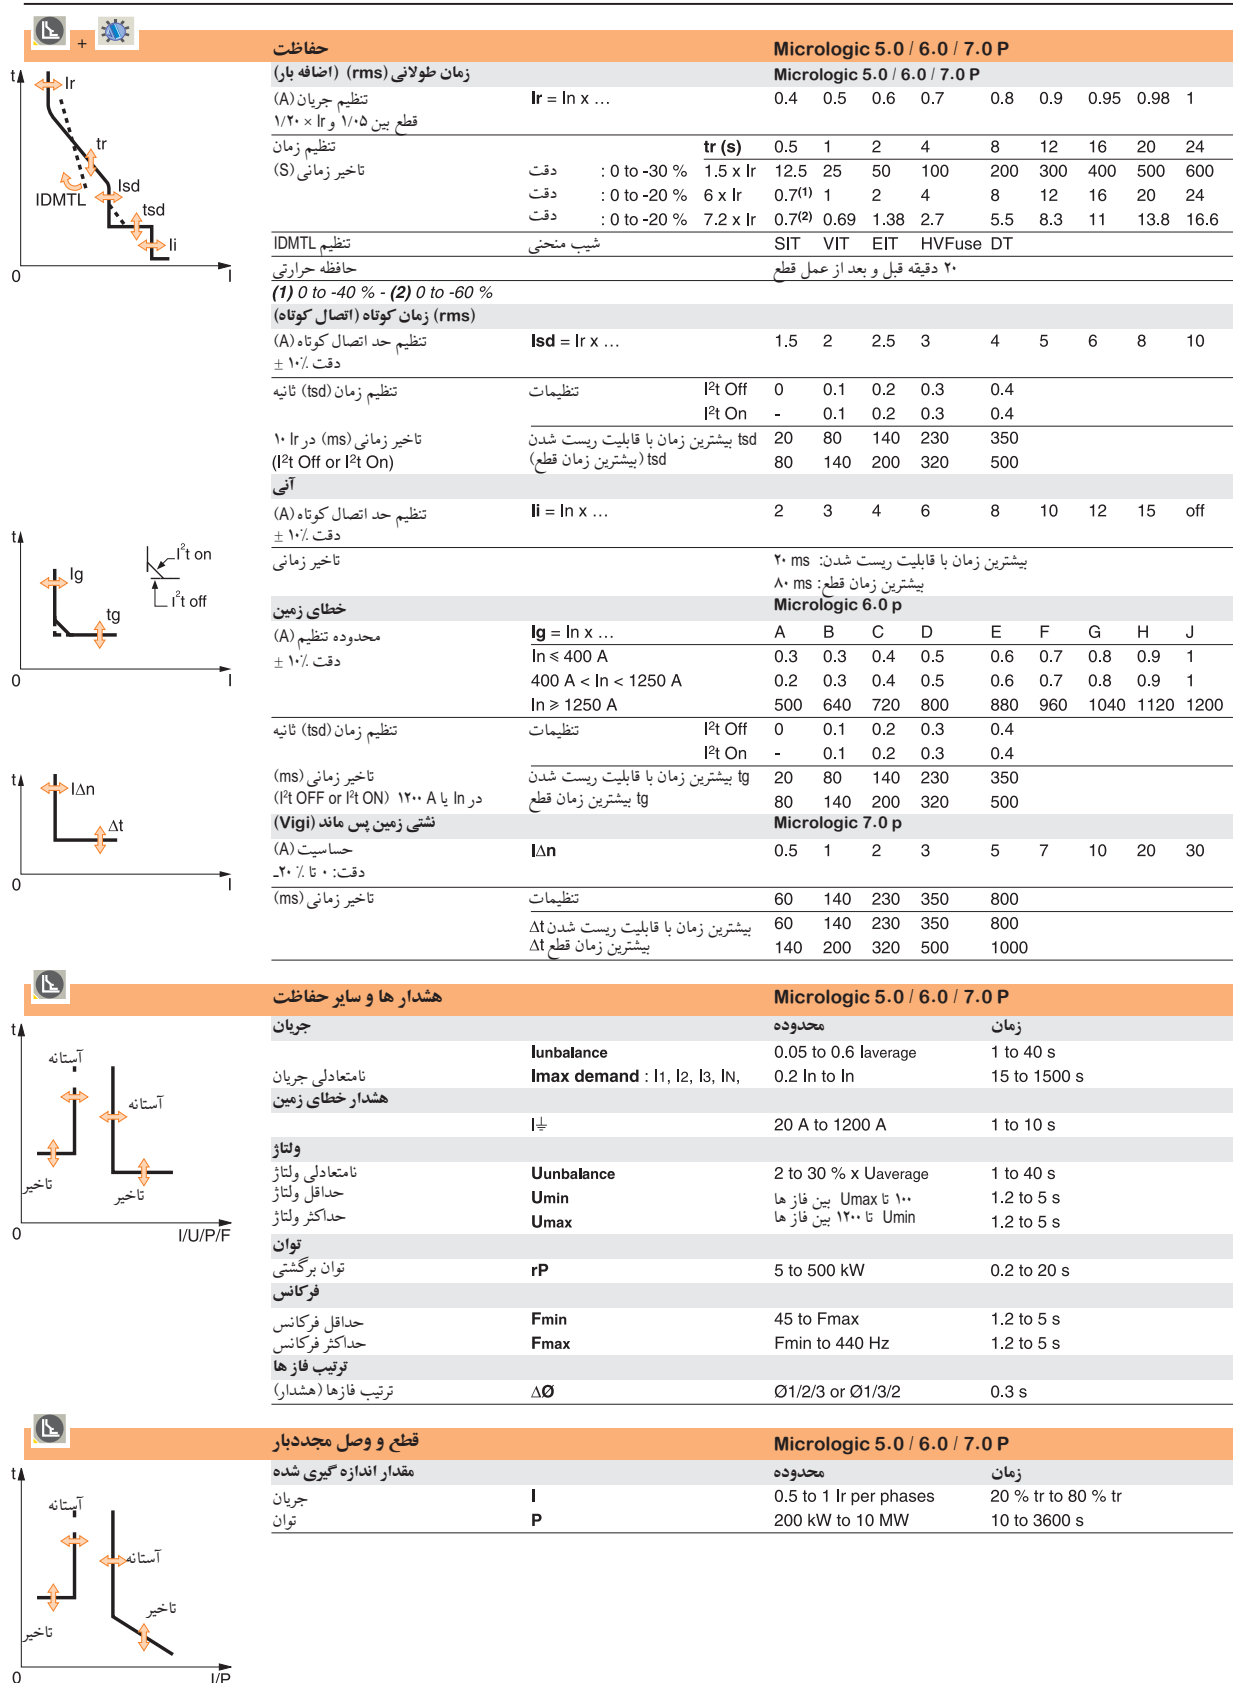 +
حفاظت Micrologic 5.0 / 6.0 / 7.0 P
زمان طولانی (rms) (اضافه بار) Micrologic 5.0 / 6.0 / 7.0 P
تنظیم جریان (A) Ir = In x ... 0.4 0.5 0.6 0.7 0.8 0.9 0.95 0.98 1
قطع بین ۱/۰۵ و ۱/۲۰ × Ir
تنظیم زمان tr (s) 0.5 1 2 4 8 12 16 20 24
تاخیر زمانی (S) دقت : 0 to -30 % 1.5 x Ir 12.5 25 50 100 200 300 400 500 600
دقت : 0 to -20 % 6 x Ir 0.7(1) 1 2 4 8 12 16 20 24
دقت : 0 to -20 % 7.2 x Ir 0.7(2) 0.69 1.38 2.7 5.5 8.3 11 13.8 16.6
تنظیم IDMTL شیب منحنی SIT VIT EIT HVFuse DT
حافظه حرارتی ۲۰ دقیقه قبل و بعد از عمل قطع
(1) 0 to -40 % - (2) 0 to -60 %
t
Ir
tr
IDMTL
Isd
tsd
Ii
0 I
زمان کوتاه (اتصال کوتاه) (rms)
تنظیم حد اتصال کوتاه (A) Isd = Ir x ... 1.5 2 2.5 3 4 5 6 8 10
دقت ۱۰٪ ±
تنظیم زمان (tsd) ثانیه تنظیمات I²t Off 0 0.1 0.2 0.3 0.4
I²t On - 0.1 0.2 0.3 0.4
تاخیر زمانی (ms) در ۱۰ Ir tsd بیشترین زمان با قابلیت ریست شدن 20 80 140 230 350
(I²t Off or I²t On) tsd (بیشترین زمان قطع) 80 140 200 320 500
آنی
تنظیم حد اتصال کوتاه (A) Ii = In x ... 2 3 4 6 8 10 12 15 off
دقت ۱۰٪ ±
تاخیر زمانی بیشترین زمان با قابلیت ریست شدن: ۲۰ ms
بیشترین زمان قطع: ۸۰ ms
t
Ig
tg
I²t on
I²t off
0 I
خطای زمین Micrologic 6.0 p
محدوده تنظیم (A) Ig = In x ... A B C D E F G H J
دقت ۱۰٪ ± In ⩽ 400 A 0.3 0.3 0.4 0.5 0.6 0.7 0.8 0.9 1
400 A < In < 1250 A 0.2 0.3 0.4 0.5 0.6 0.7 0.8 0.9 1
In ⩾ 1250 A 500 640 720 800 880 960 1040 1120 1200
تنظیم زمان (tsd) ثانیه تنظیمات I²t Off 0 0.1 0.2 0.3 0.4
I²t On - 0.1 0.2 0.3 0.4
تاخیر زمانی (ms) tg بیشترین زمان با قابلیت ریست شدن 20 80 140 230 350
در In یا ۱۲۰۰ A (I²t OFF or I²t ON) tg بیشترین زمان قطع 80 140 200 320 500
t
IΔn
Δt
0 I
نشتی زمین پس ماند (Vigi) Micrologic 7.0 p
حساسیت (A) IΔn 0.5 1 2 3 5 7 10 20 30
دقت: ۰ تا ٪ ۲۰-
تاخیر زمانی (ms) تنظیمات 60 140 230 350 800
بیشترین زمان با قابلیت ریست شدن Δt 60 140 230 350 800
بیشترین زمان قطع Δt 140 200 320 500 1000
هشدار ها و سایر حفاظت Micrologic 5.0 / 6.0 / 7.0 P
جریان محدوده زمان
Iunbalance 0.05 to 0.6 Iaverage 1 to 40 s
نامتعادلی جریان Imax demand : I1, I2, I3, IN, 0.2 In to In 15 to 1500 s
هشدار خطای زمین
I⏚ 20 A to 1200 A 1 to 10 s
ولتاژ
نامتعادلی ولتاژ Uunbalance 2 to 30 % x Uaverage 1 to 40 s
حداقل ولتاژ Umin ۱۰۰ تا Umax بین فاز ها 1.2 to 5 s
حداکثر ولتاژ Umax Umin تا ۱۲۰۰ بین فاز ها 1.2 to 5 s
توان
توان برگشتی rP 5 to 500 kW 0.2 to 20 s
فرکانس
حداقل فرکانس Fmin 45 to Fmax 1.2 to 5 s
حداکثر فرکانس Fmax Fmin to 440 Hz 1.2 to 5 s
ترتیب فاز ها
ترتیب فازها (هشدار) ΔØ Ø1/2/3 or Ø1/3/2 0.3 s
t
آستانه
آستانه
تاخیر
تاخیر
0 I/U/P/F
قطع و وصل مجددبار Micrologic 5.0 / 6.0 / 7.0 P
مقدار اندازه گیری شده محدوده زمان
جریان I 0.5 to 1 Ir per phases 20 % tr to 80 % tr
توان P 200 kW to 10 MW 10 to 3600 s
t
آستانه
آستانه
تاخیر
تاخیر
0 I/P